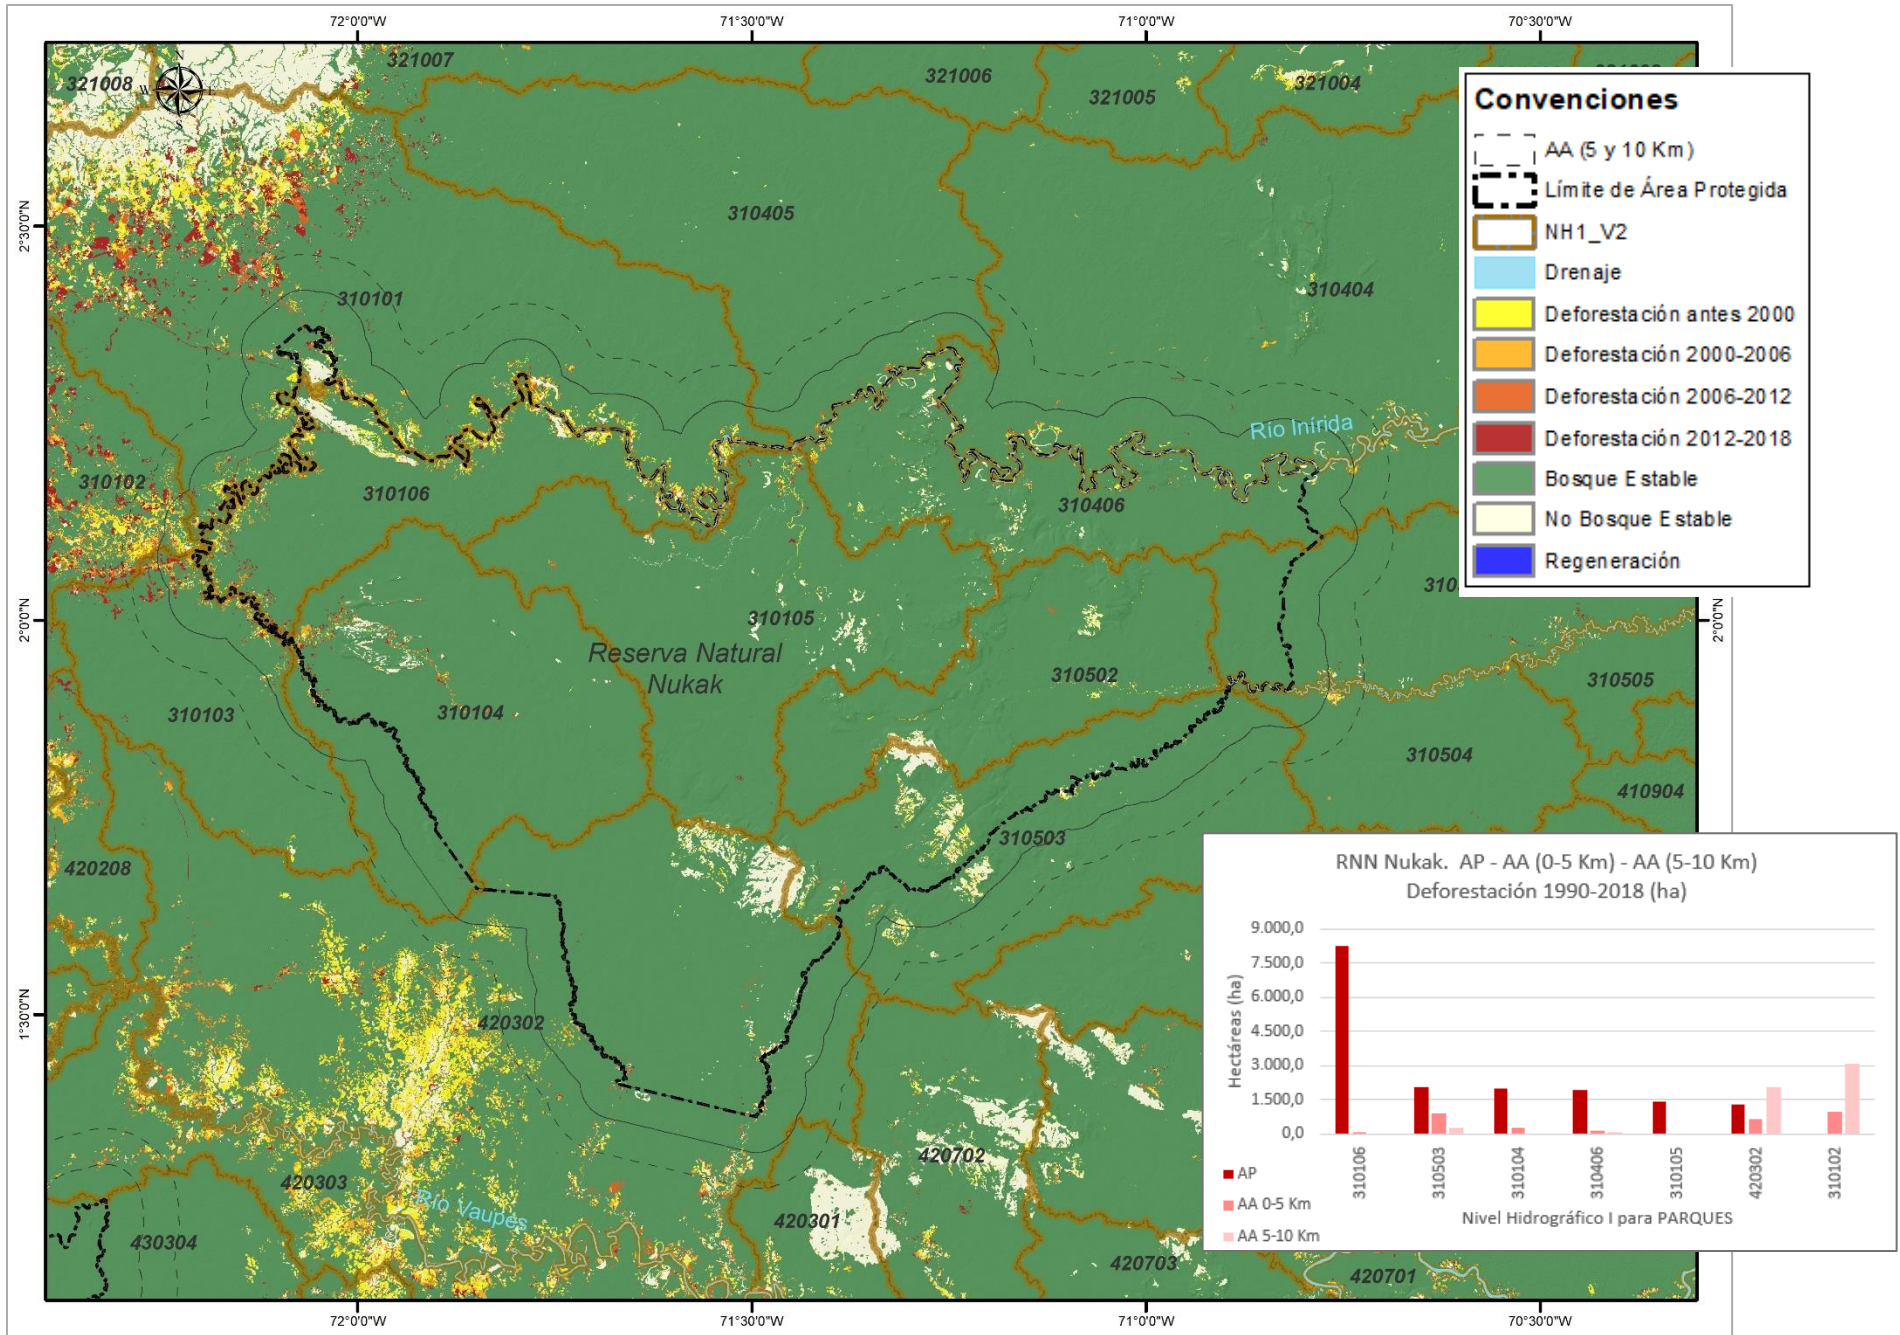 72°0'0"W
71°30'0"W
71°0'0"W
70°30'0"W
321008
N
W
S
321007
321006
321005
321004
Convenciones
AA (5 y 10 Km)
Límite de Área Protegida
NH1_V2
Drenaje
Deforestación antes 2000
Deforestación 2000-2006
Deforestación 2006-2012
Deforestación 2012-2018
Bosque Estable
No Bosque Estable
Regeneración
2°30'0"N
310405
310101
310404
Río Inírida
310102
310106
310406
310
2°0'0"N
2°0'0"N
310105
Reserva Natural
Nukak
310502
310505
310103
310104
310504
410904
310503
420208
RNN Nukak. AP - AA (0-5 Km) - AA (5-10 Km)
Deforestación 1990-2018 (ha)
Hectáreas (ha)
9.000,0
7.500,0
6.000,0
4.500,0
3.000,0
1.500,0
0,0
310106
310503
310104
310406
310105
420302
310102
Nivel Hidrográfico I para PARQUES
AP
AA 0-5 Km
AA 5-10 Km
1°30'0"N
420302
420702
420303
Río Vaupés
420301
430304
420703
420701
72°0'0"W
71°30'0"W
71°0'0"W
70°30'0"W